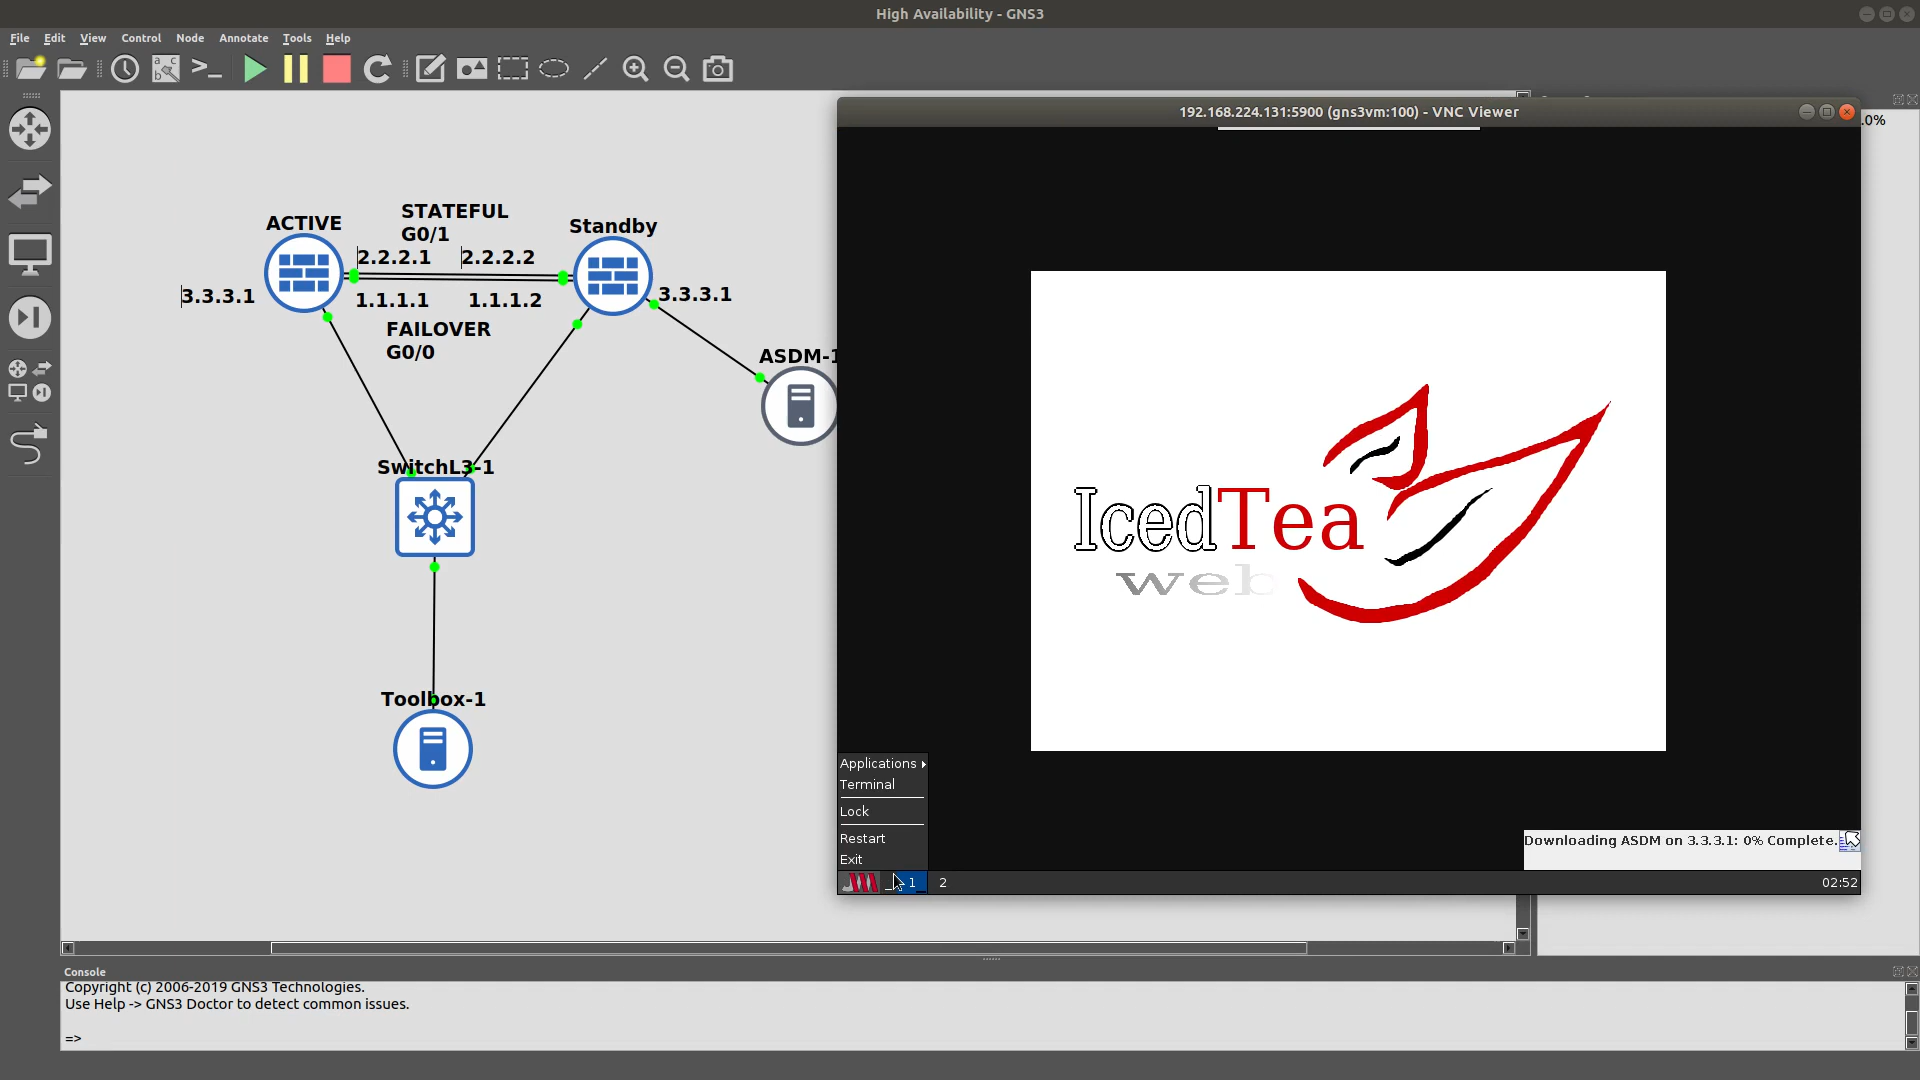 High Availability - GNS3
File Edit View Control Node Annotate Tools Help
192.168.224.131:5900 (gns3vm:100) - VNC Viewer
.0%
ACTIVE
STATEFUL
G0/1
Standby
2.2.2.1 2.2.2.2
3.3.3.1
3.3.3.1
1.1.1.1 1.1.1.2
FAILOVER
G0/0
ASDM-1
SwitchL3-1
Toolbox-1
IcedTea
web
Applications
Terminal
Lock
Restart
Exit
Downloading ASDM on 3.3.3.1: 0% Complete.
1 2 02:52
Console
Copyright (c) 2006-2019 GNS3 Technologies.
Use Help -> GNS3 Doctor to detect common issues.
=>